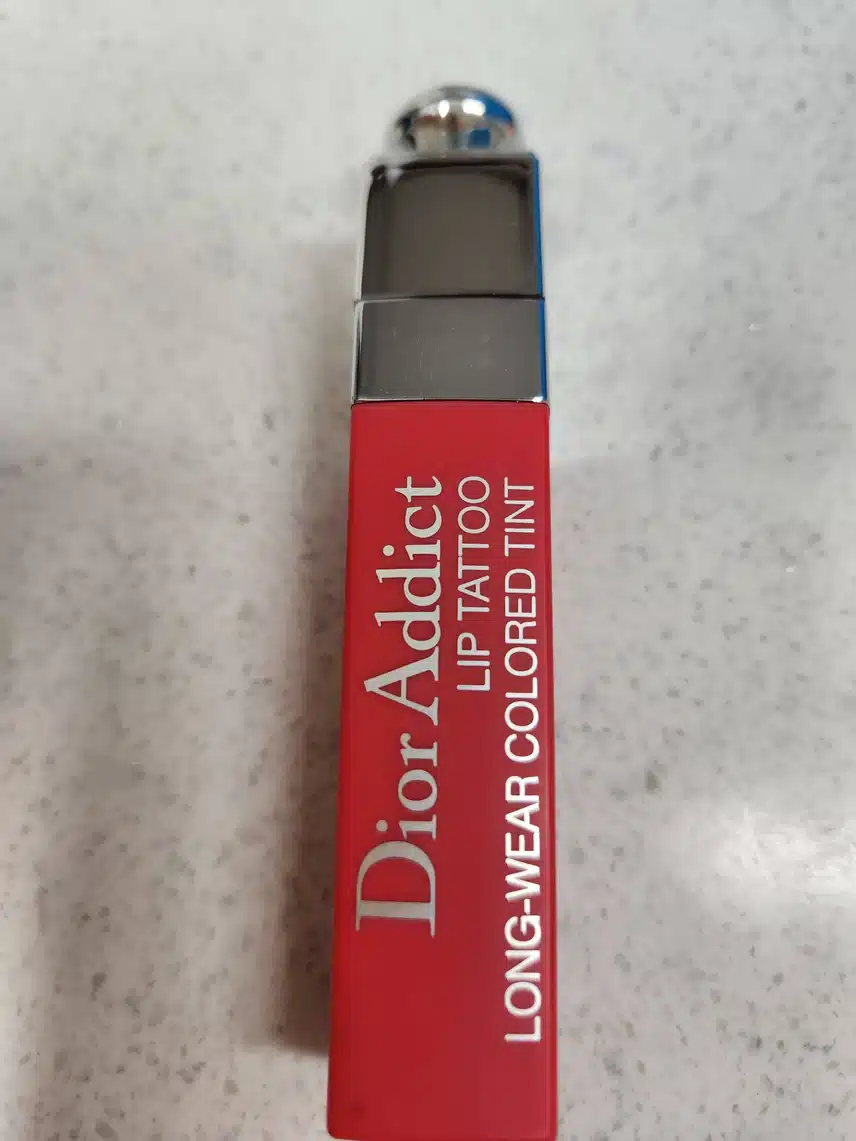 Dior Addict
LIP TATTOO
LONG-WEAR COLORED TINT